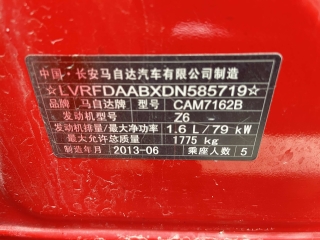 中国·长安马自达汽车有限公司制造
☆LVRFDAABXDN585719☆
品牌 马自达 型号 CAM7162B
发动机型号 Z6 -
发动机排量/最大净功率 1.6 L/79 kW
最大允许总质量 1775 kg
制造年月 2013-06 乘座人数 5